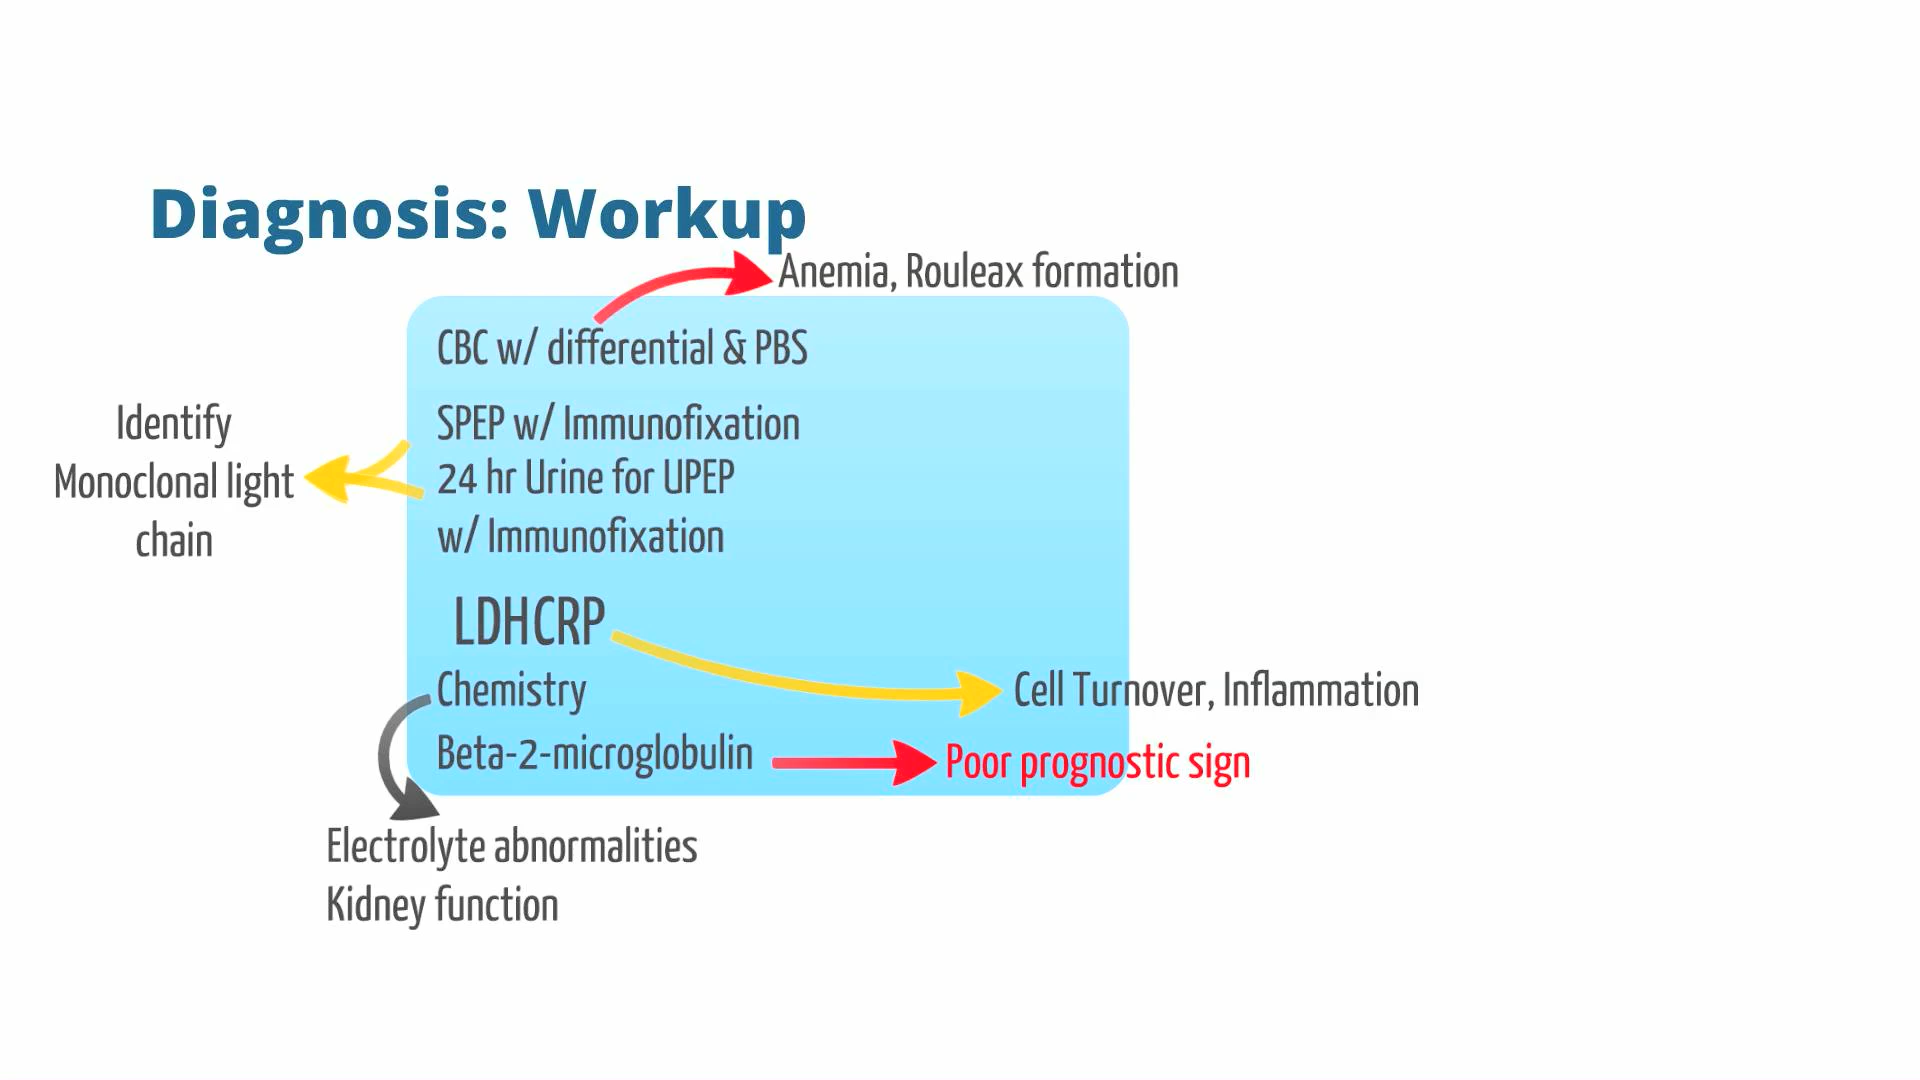 Diagnosis: Workup
Anemia, Rouleax formation
CBC w/ differential & PBS
Identify
Monoclonal light
chain
SPEP w/ Immunofixation
24 hr Urine for UPEP
w/ Immunofixation
LDHCRP
Chemistry
Cell Turnover, Inflammation
Beta-2-microglobulin
Poor prognostic sign
Electrolyte abnormalities
Kidney function